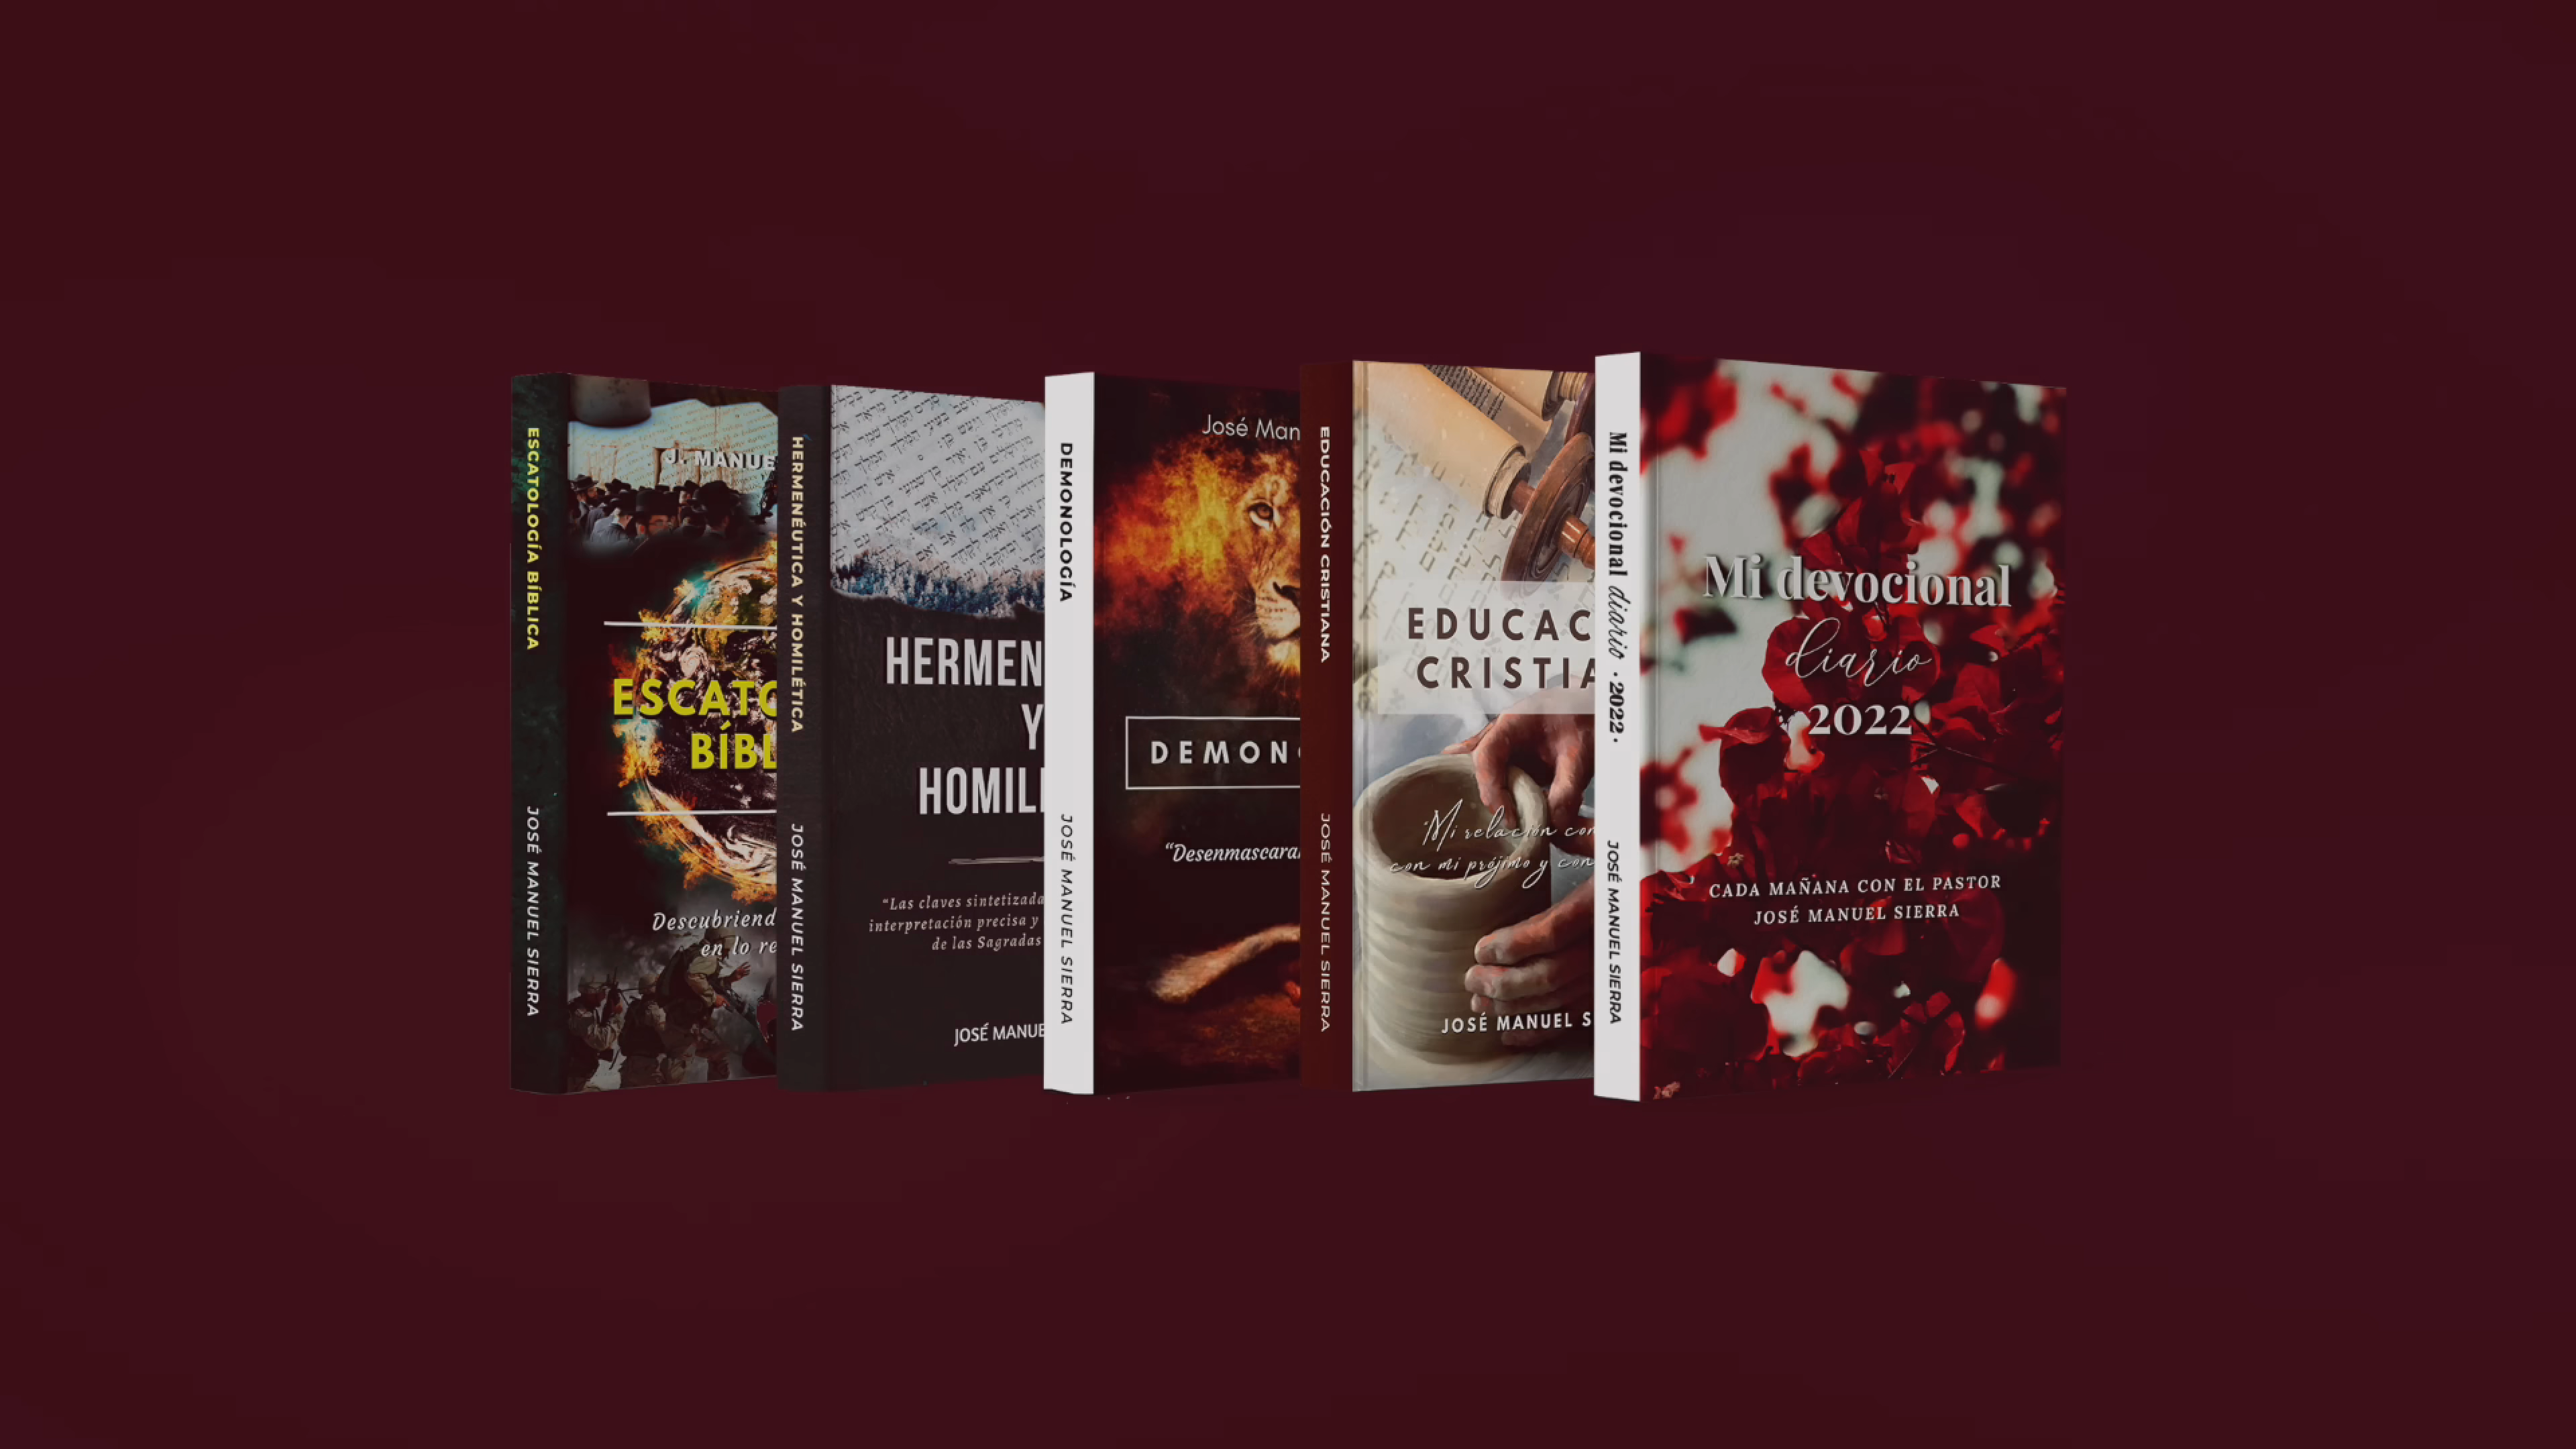 ESCATOLOGÍA BÍBLICA
JOSÉ MANUEL SIERRA
J. MANUE
ESCATO
BÍBL
Descubriend
en lo re
HERMENÉUTICA Y HOMILÉTICA
JOSÉ MANUEL SIERRA
HERMEN
Y
HOMIL
“Las claves sintetizada
interpretación precisa y
de las Sagradas
JOSÉ MANUE
DEMONOLOGÍA
JOSÉ MANUEL SIERRA
José Man
DEMON
“Desenmascara
EDUCACIÓN CRISTIANA
JOSÉ MANUEL SIERRA
EDUCAC
CRISTIA
“Mi relación con
con mi prójimo y con
JOSÉ MANUEL S
Mi devocional diario · 2022 ·
JOSÉ MANUEL SIERRA
Mi devocional
diario
2022
CADA MAÑANA CON EL PASTOR
JOSÉ MANUEL SIERRA